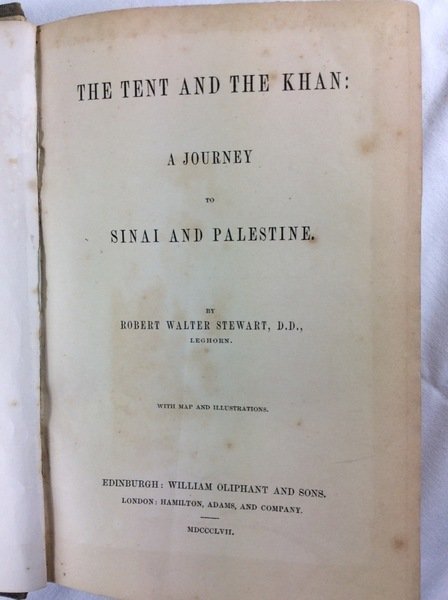 THE TENT AND THE KHAN:
A JOURNEY
TO
SINAI AND PALESTINE.
BY
ROBERT WALTER STEWART, D.D.,
LEGHORN.
WITH MAP AND ILLUSTRATIONS.
EDINBURGH: WILLIAM OLIPHANT AND SONS.
LONDON: HAMILTON, ADAMS, AND COMPANY.
MDCCCLVII.